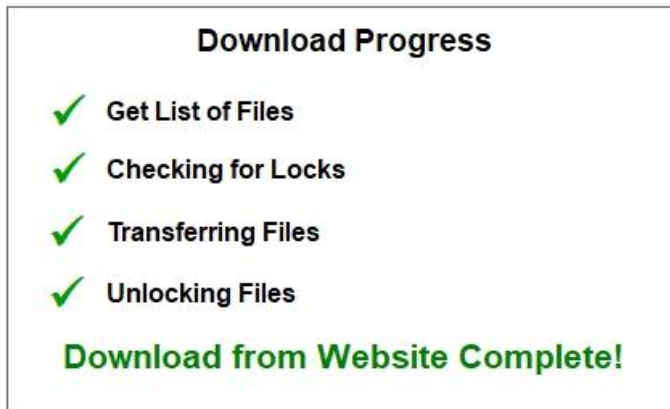 Download Progress
Get List of Files
Checking for Locks
Transferring Files
Unlocking Files
Download from Website Complete!